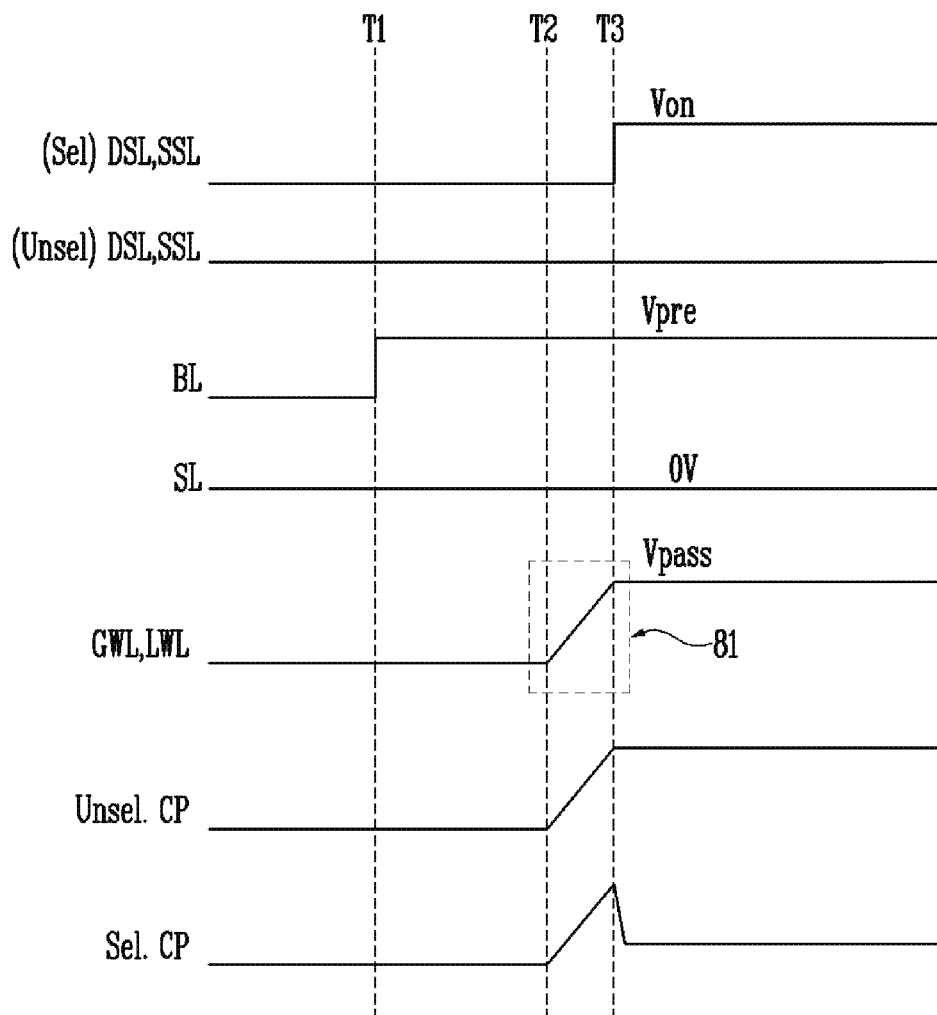 T1 T2 T3
Von
(Sel) DSL,SSL
(Unsel) DSL,SSL
Vpre
BL
0V
SL
Vpass
GWL,LWL
81
Unsel. CP
Sel. CP